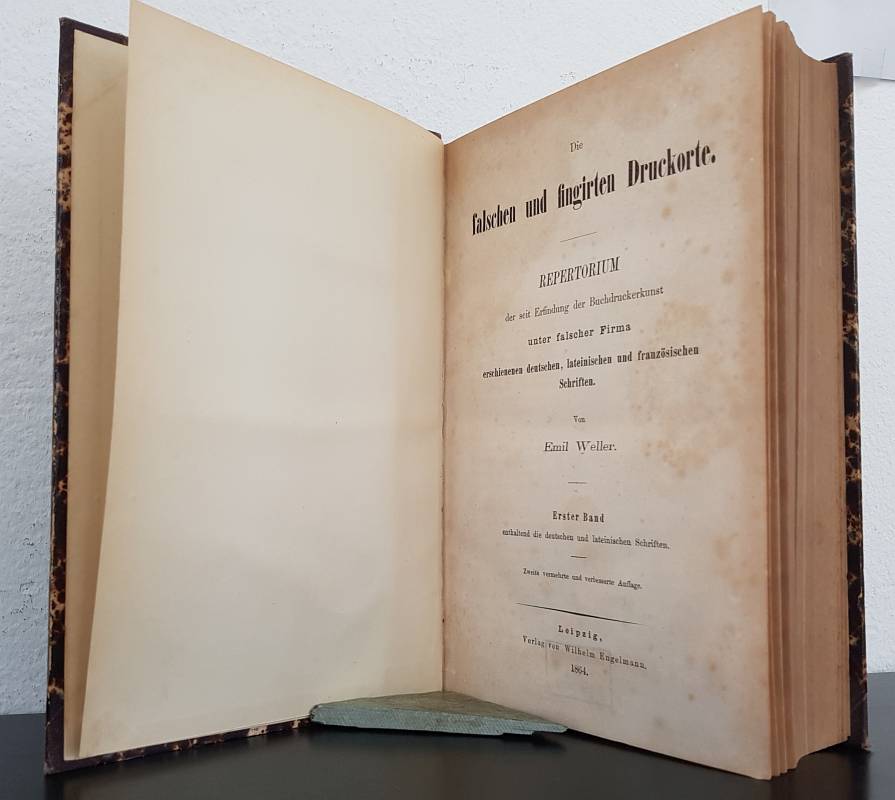 Die
falschen und fingirten Druckorte.
REPERTORIUM
der seit Erfindung der Buchdruckerkunst
unter falscher Firma
erschienenen deutschen, lateinischen und französischen
Schriften.
Von
Emil Weller.
Erster Band
enthaltend die deutschen und lateinischen Schriften.
Zweite vermehrte und verbesserte Auflage.
Leipzig,
Verlag von Wilhelm Engelmann.
1864.